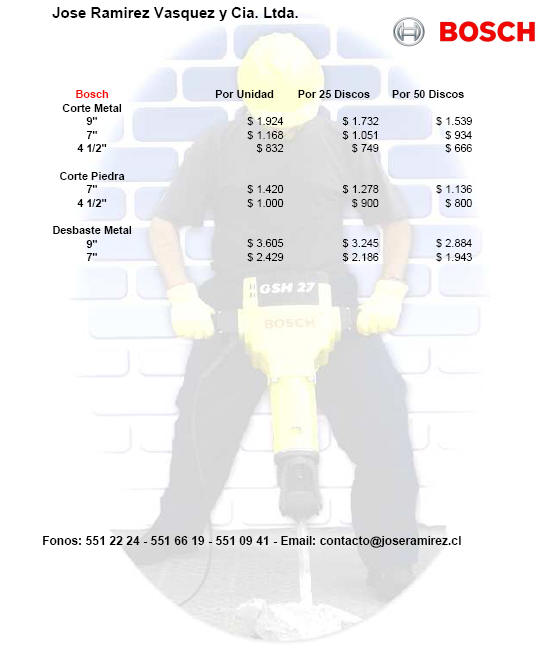 Jose Ramirez Vasquez y Cia. Ltda.
BOSCH
Bosch Por Unidad Por 25 Discos Por 50 Discos
Corte Metal
9" $ 1.924 $ 1.732 $ 1.539
7" $ 1.168 $ 1.051 $ 934
4 1/2" $ 832 $ 749 $ 666
Corte Piedra
7" $ 1.420 $ 1.278 $ 1.136
4 1/2" $ 1.000 $ 900 $ 800
Desbaste Metal
9" $ 3.605 $ 3.245 $ 2.884
7" $ 2.429 $ 2.186 $ 1.943
GSH 27
BOSCH
Fonos: 551 22 24 - 551 66 19 - 551 09 41 - Email: contacto@joseramirez.cl